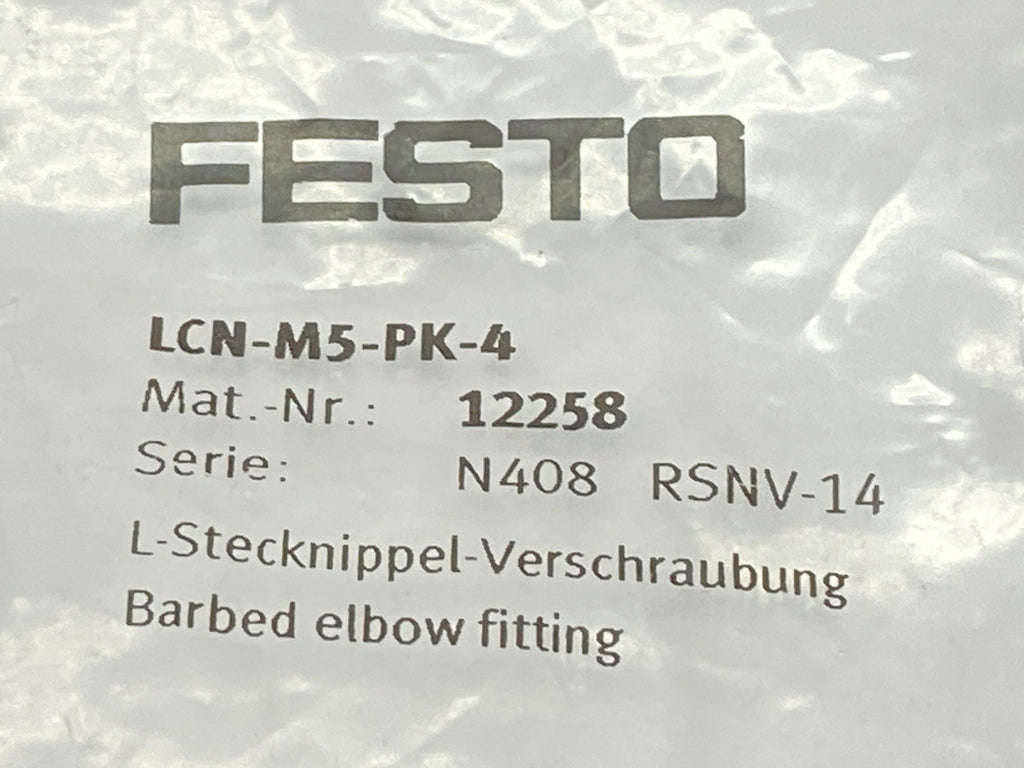 FESTO
LCN-M5-PK-4
Mat.-Nr.: 12258
Serie: N408 RSNV-14
L-Stecknippel-Verschraubung
Barbed elbow fitting